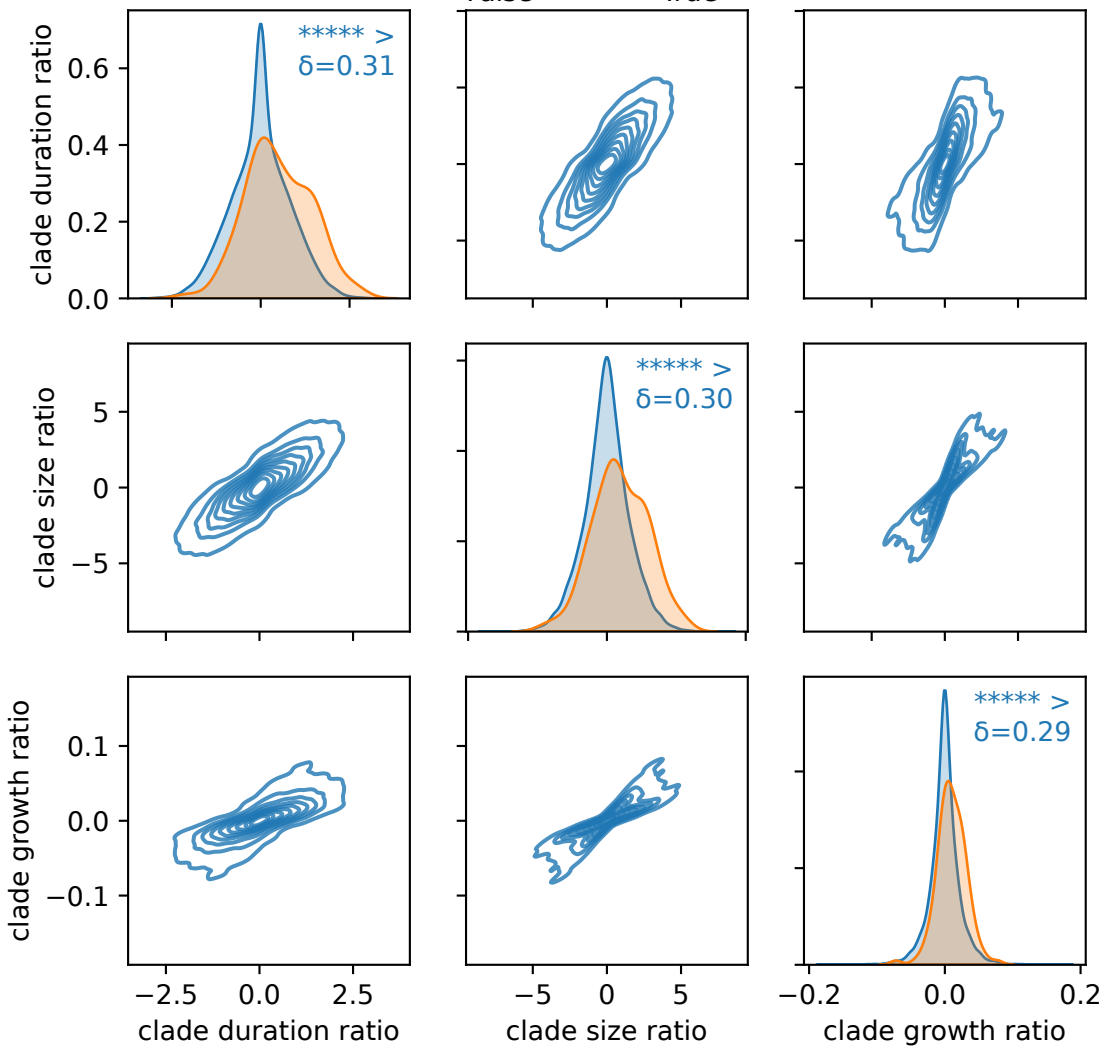 clade duration ratio
0.6
0.4
0.2
0.0
***** >
δ=0.31
clade size ratio
5
0
−5
***** >
δ=0.30
clade growth ratio
0.1
0.0
−0.1
***** >
δ=0.29
−2.5 0.0 2.5
−5 0 5
−0.2 0.0 0.2
clade duration ratio
clade size ratio
clade growth ratio